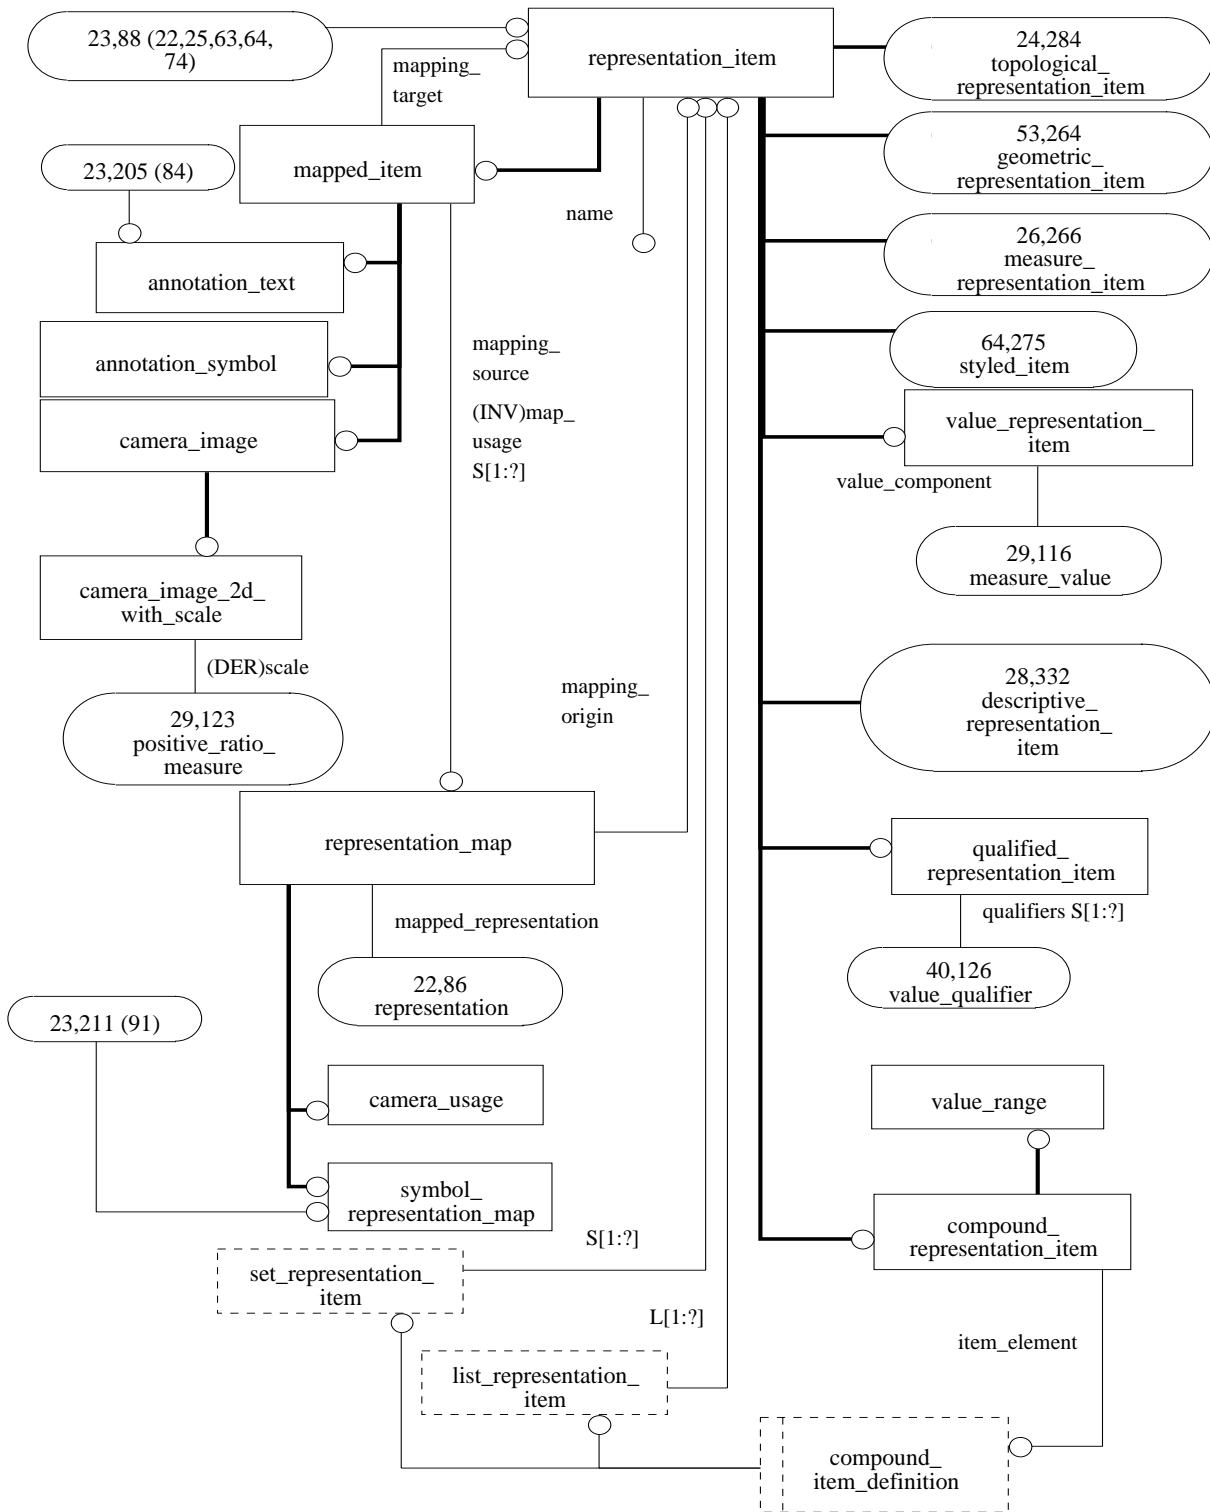 23,88 (22,25,63,64,
74)
representation_item
24,284
topological_
representation_item
mapping_
target
53,264
geometric_
representation_item
23,205 (84)
mapped_item
name
26,266
measure_
representation_item
annotation_text
annotation_symbol
mapping_
source
64,275
styled_item
(INV)map_
usage
S[1:?]
camera_image
value_representation_
item
value_component
29,116
measure_value
camera_image_2d_
with_scale
(DER)scale
29,123
positive_ratio_
measure
mapping_
origin
28,332
descriptive_
representation_
item
representation_map
qualified_
representation_item
qualifiers S[1:?]
mapped_representation
22,86
representation
40,126
value_qualifier
23,211 (91)
camera_usage
value_range
symbol_
representation_map
compound_
representation_item
S[1:?]
set_representation_
item
L[1:?]
item_element
list_representation_
item
compound_
item_definition